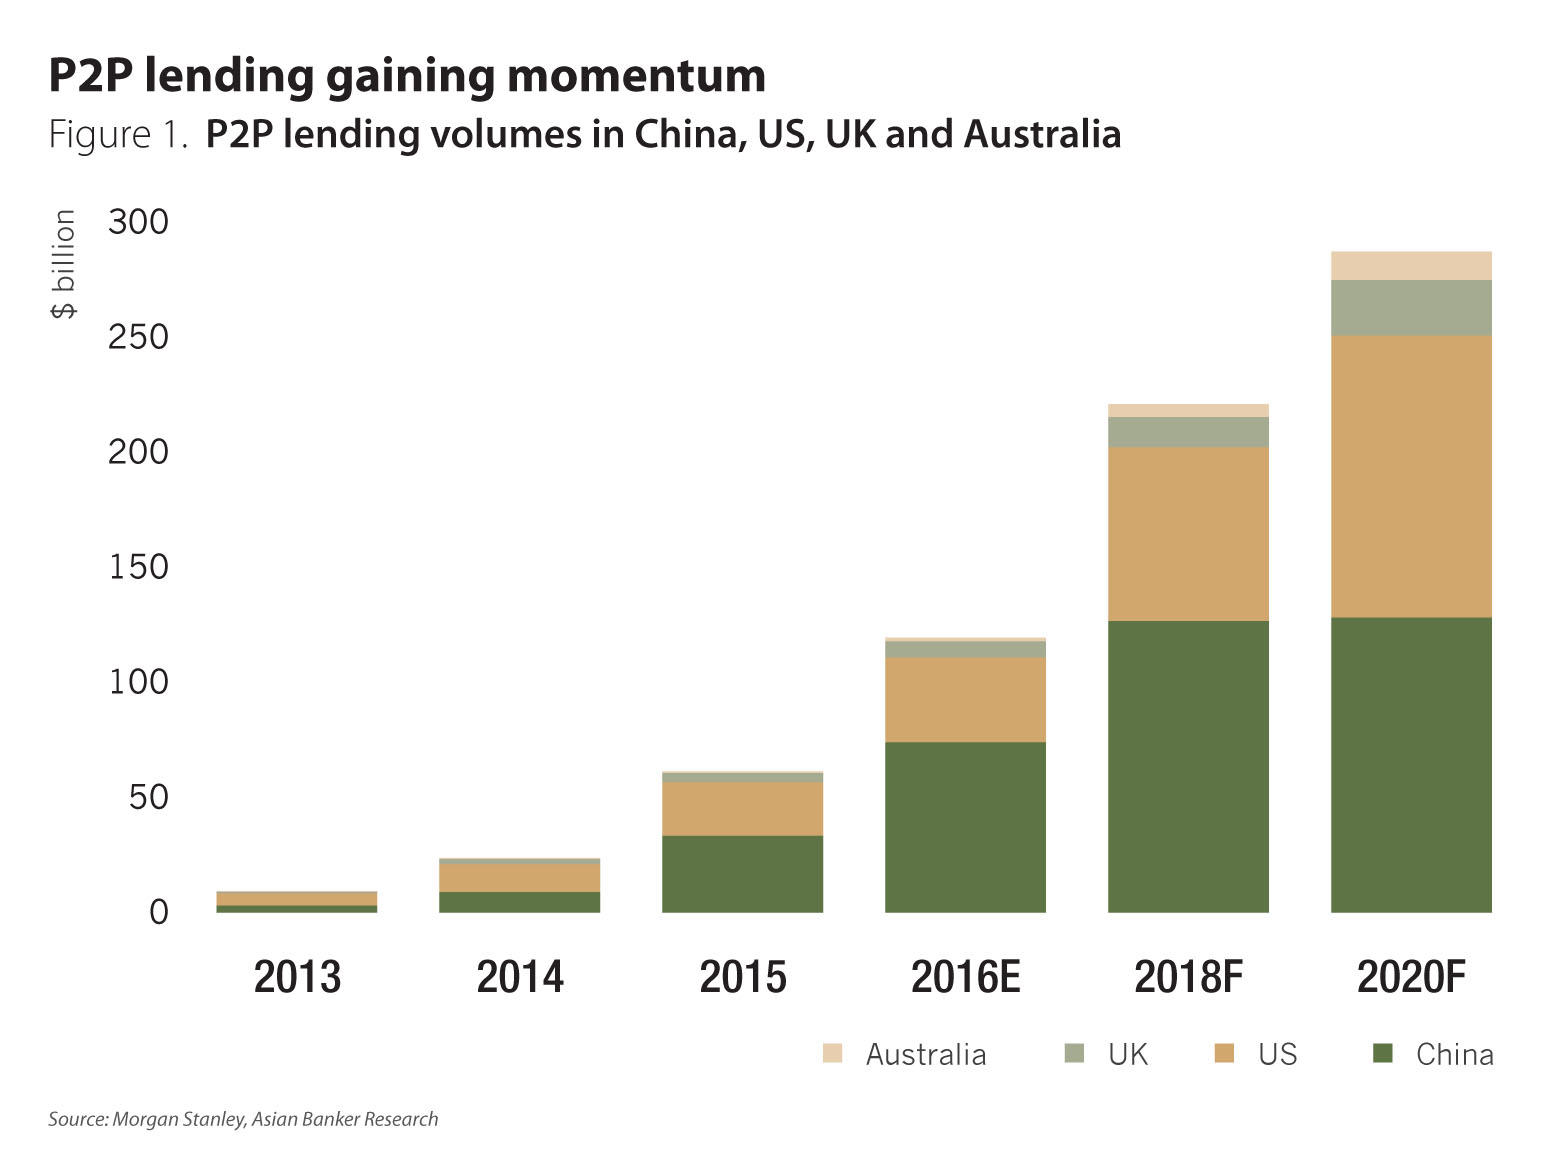 P2P lending gaining momentum
Figure 1. P2P lending volumes in China, US, UK and Australia
$ billion
300
250
200
150
100
50
0
2013 2014 2015 2016E 2018F 2020F
Australia UK US China
Source: Morgan Stanley, Asian Banker Research